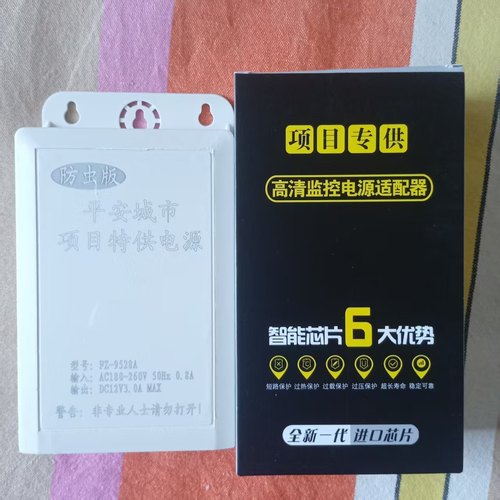 防虫版
平安城市
项目特供电源
型号: PZ-9528A
输入: AC180-260V 50Hz 0.8A
输出: DC12V3.0A MAX
警告: 非专业人士请勿打开!
项目专供
高清监控电源适配器
智能芯片6大优势
短路保护 过热保护 过载保护 过压保护 超长寿命 稳定可靠
全新一代 进口芯片